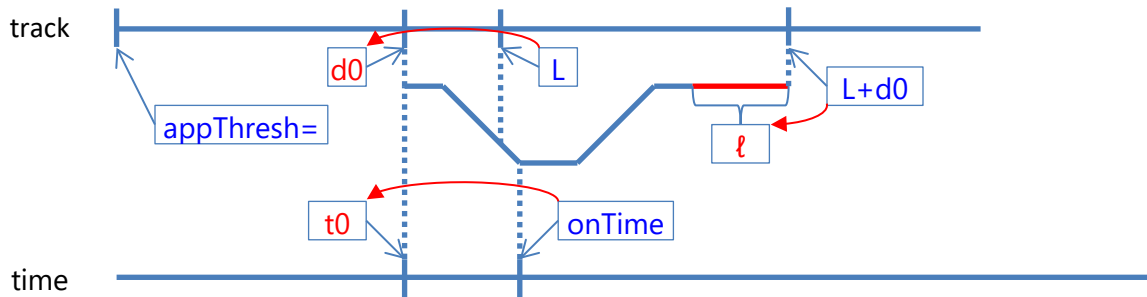 track
d0
L
L+d0
appThresh=
ℓ
t0
onTime
time